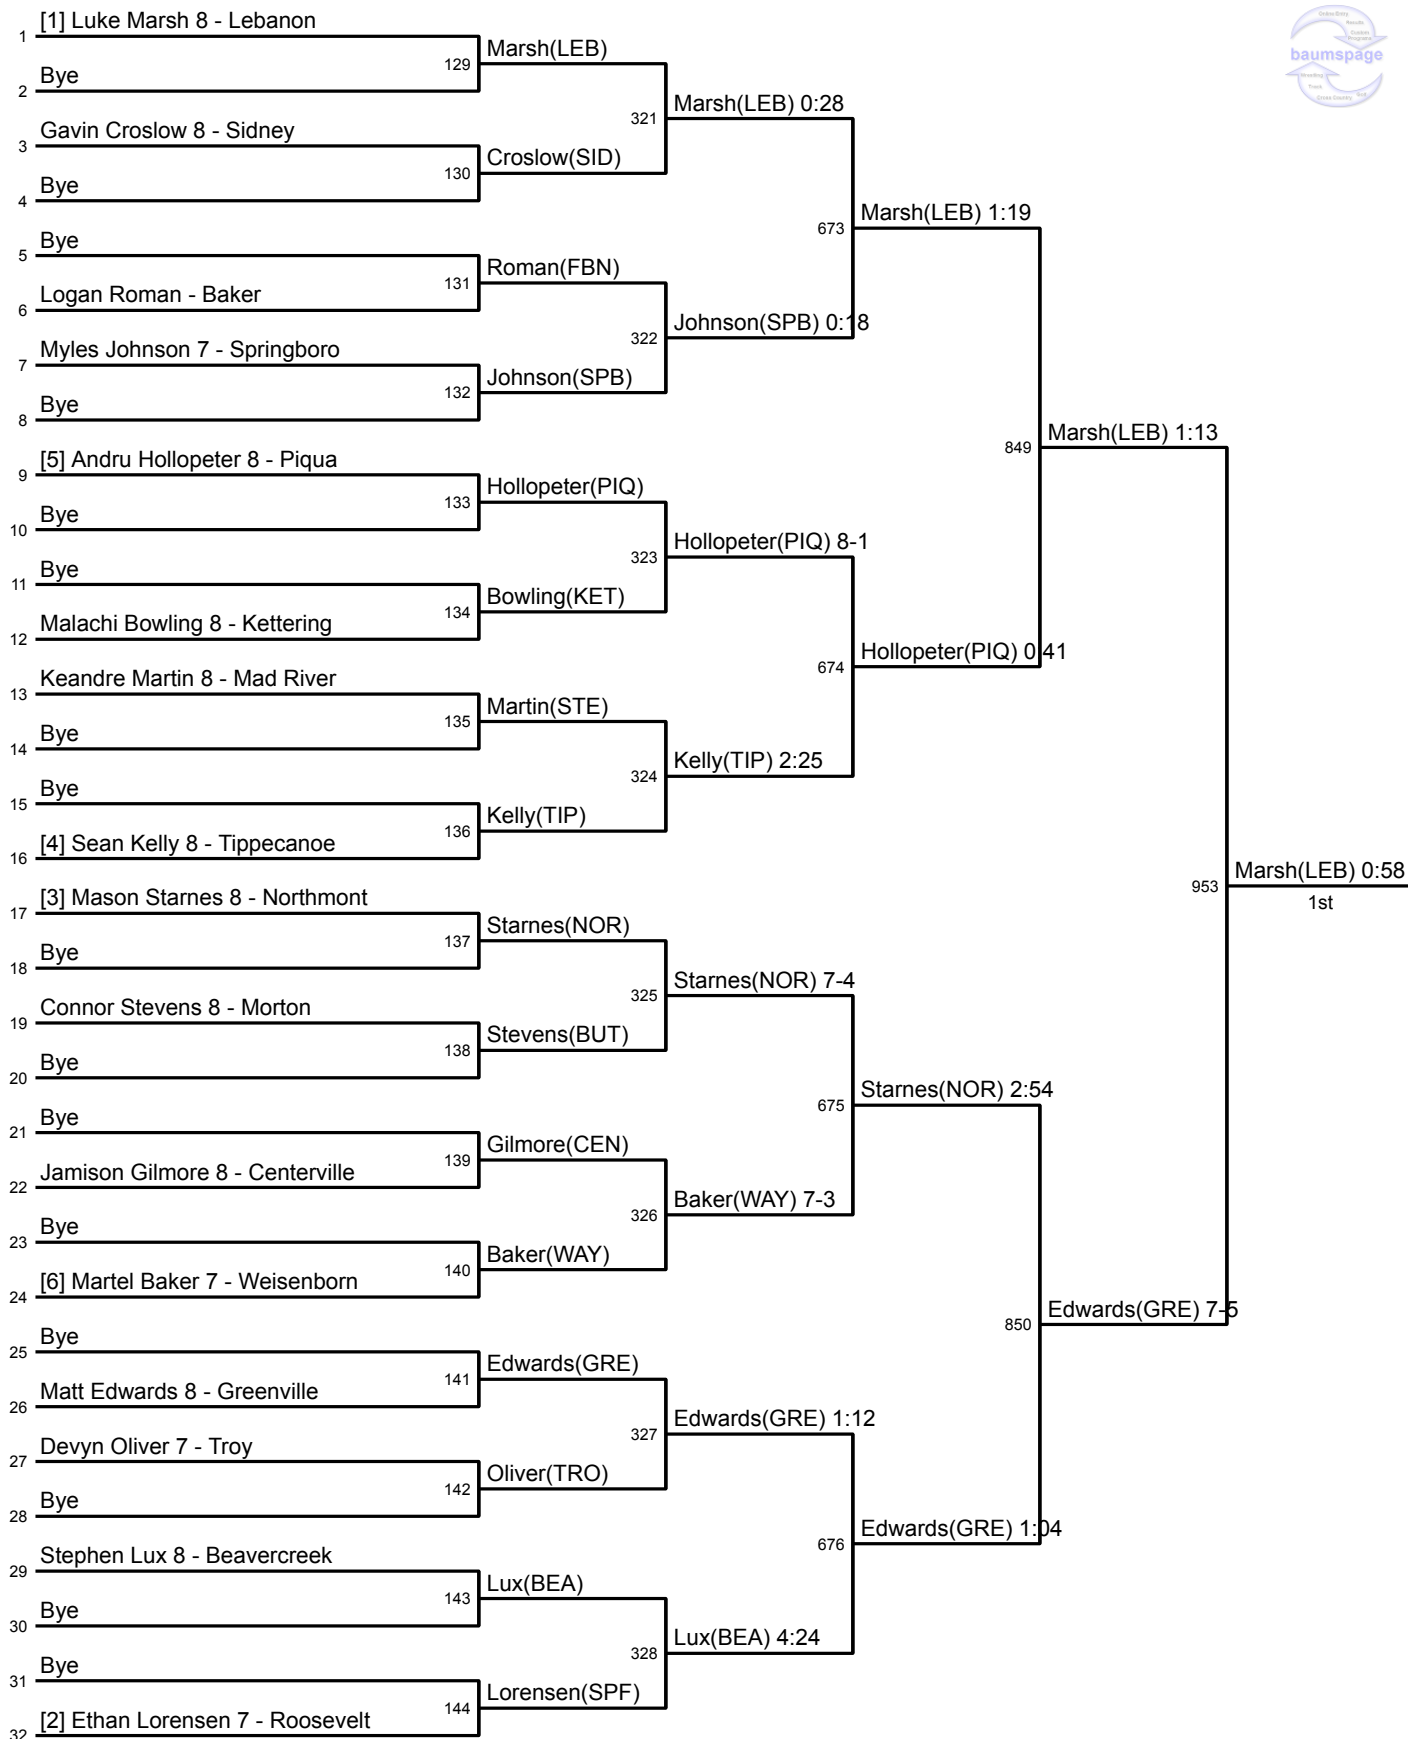 [1] Luke Marsh 8 - Lebanon
1
Bye
2
Gavin Croslow 8 - Sidney
3
Bye
4
Bye
5
Logan Roman - Baker
6
Myles Johnson 7 - Springboro
7
Bye
8
[5] Andru Hollopeter 8 - Piqua
9
Bye
10
Bye
11
Malachi Bowling 8 - Kettering
12
Keandre Martin 8 - Mad River
13
Bye
14
Bye
15
[4] Sean Kelly 8 - Tippecanoe
16
[3] Mason Starnes 8 - Northmont
17
Bye
18
Connor Stevens 8 - Morton
19
Bye
20
Bye
21
Jamison Gilmore 8 - Centerville
22
Bye
23
[6] Martel Baker 7 - Weisenborn
24
Bye
25
Matt Edwards 8 - Greenville
26
Devyn Oliver 7 - Troy
27
Bye
28
Stephen Lux 8 - Beavercreek
29
Bye
30
Bye
31
[2] Ethan Lorensen 7 - Roosevelt
32
129 Marsh(LEB)
130 Croslow(SID)
131 Roman(FBN)
132 Johnson(SPB)
133 Hollopeter(PIQ)
134 Bowling(KET)
135 Martin(STE)
136 Kelly(TIP)
137 Starnes(NOR)
138 Stevens(BUT)
139 Gilmore(CEN)
140 Baker(WAY)
141 Edwards(GRE)
142 Oliver(TRO)
143 Lux(BEA)
144 Lorensen(SPF)
321 Marsh(LEB) 0:28
322 Johnson(SPB) 0:18
323 Hollopeter(PIQ) 8-1
324 Kelly(TIP) 2:25
325 Starnes(NOR) 7-4
326 Baker(WAY) 7-3
327 Edwards(GRE) 1:12
328 Lux(BEA) 4:24
673 Marsh(LEB) 1:19
674 Hollopeter(PIQ) 0:41
675 Starnes(NOR) 2:54
676 Edwards(GRE) 1:04
849 Marsh(LEB) 1:13
850 Edwards(GRE) 7-5
953 Marsh(LEB) 0:58
1st
Online Entry
Results
Custom
Programs
baumspage
Wrestling
Track
Cross Country
Golf